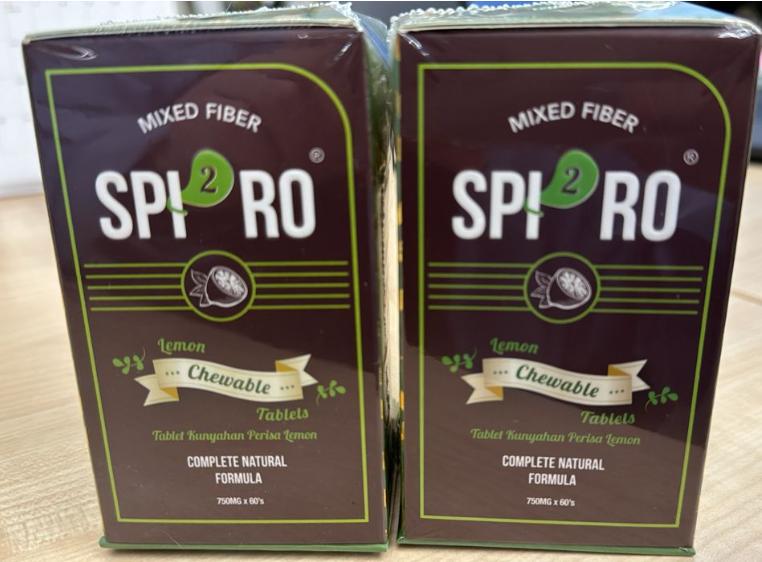 MIXED FIBER
SPI2RO®
Lemon
Chewable
Tablets
Tablet Kunyahan Perisa Lemon
COMPLETE NATURAL
FORMULA
750MG x 60's
MIXED FIBER
SPI2RO®
Lemon
Chewable
Tablets
Tablet Kunyahan Perisa Lemon
COMPLETE NATURAL
FORMULA
750MG x 60's